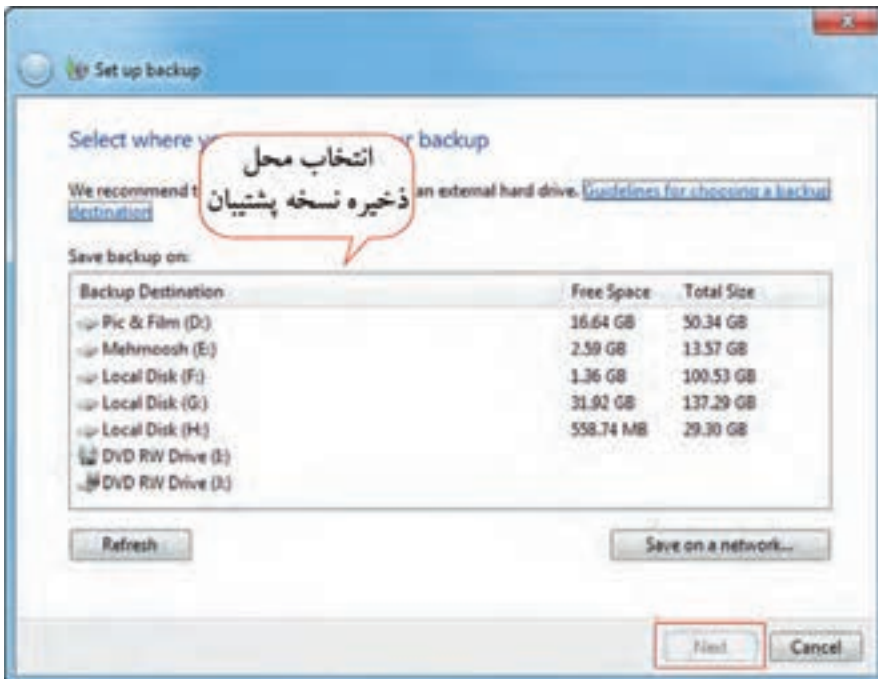 Set up backup
Select where y r backup
انتخاب محل
ذخیره نسخه پشتیبان
We recommend t an external hard drive. Guidelines for choosing a backup
destination
Save backup on:
Backup Destination Free Space Total Size
Pic & Film (D:) 16.64 GB 50.34 GB
Mehrnoosh (E:) 2.59 GB 13.57 GB
Local Disk (F:) 1.36 GB 100.53 GB
Local Disk (G:) 31.92 GB 137.29 GB
Local Disk (H:) 558.74 MB 29.30 GB
DVD RW Drive (I:)
DVD RW Drive (J:)
Refresh Save on a network...
Next Cancel